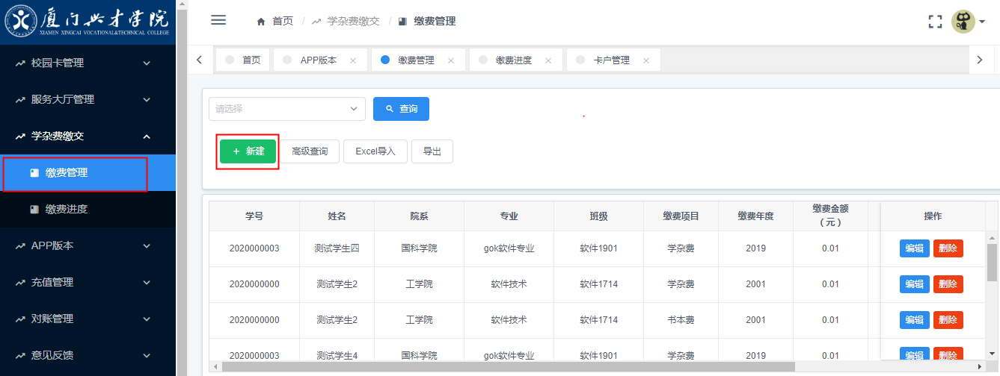 厦门兴才学院
XIAMEN XINGCAI VOCATIONAL&TECHNICAL COLLEGE
校园卡管理
服务大厅管理
学杂费缴交
缴费管理
缴费进度
APP版本
充值管理
对账管理
意见反馈
首页 / 学杂费缴交 / 缴费管理
首页 APP版本 × 缴费管理 × 缴费进度 × 卡户管理 ×
请选择 查询
+ 新建 高级查询 Excel导入 导出
学号 姓名 院系 专业 班级 缴费项目 缴费年度 缴费金额（元） 操作
2020000003 测试学生四 国科学院 gok软件专业 软件1901 学杂费 2019 0.01 编辑 删除
2020000000 测试学生2 工学院 软件技术 软件1714 学杂费 2001 0.01 编辑 删除
2020000000 测试学生2 工学院 软件技术 软件1714 书本费 2001 0.01 编辑 删除
2020000003 测试学生4 国科学院 gok软件专业 软件1901 学杂费 2019 0.01 编辑 删除